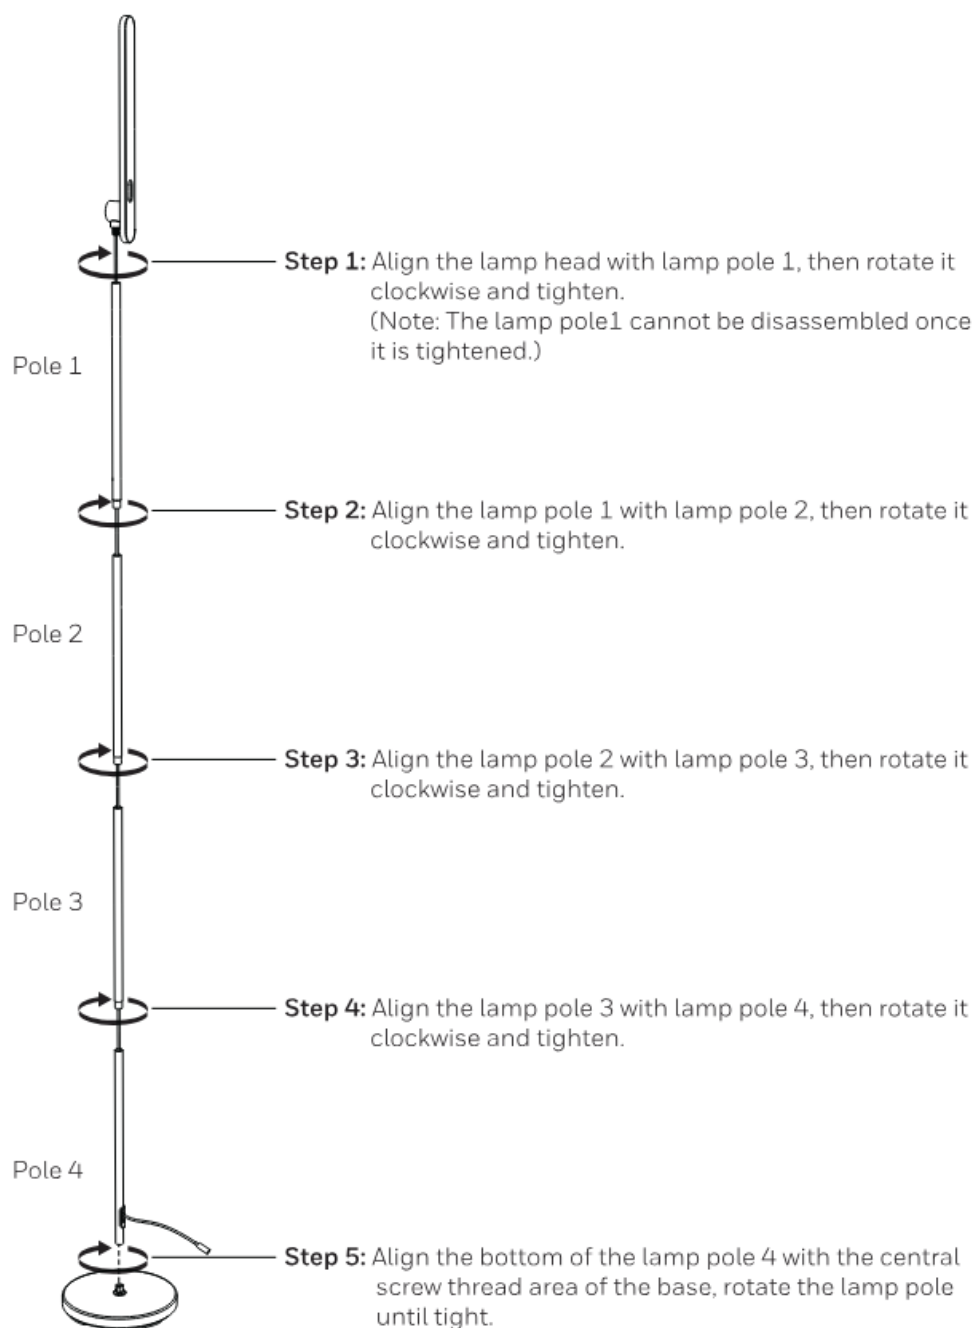 Step 1: Align the lamp head with lamp pole 1, then rotate it
clockwise and tighten.
(Note: The lamp pole1 cannot be disassembled once
it is tightened.)
Pole 1
Step 2: Align the lamp pole 1 with lamp pole 2, then rotate it
clockwise and tighten.
Pole 2
Step 3: Align the lamp pole 2 with lamp pole 3, then rotate it
clockwise and tighten.
Pole 3
Step 4: Align the lamp pole 3 with lamp pole 4, then rotate it
clockwise and tighten.
Pole 4
Step 5: Align the bottom of the lamp pole 4 with the central
screw thread area of the base, rotate the lamp pole
until tight.